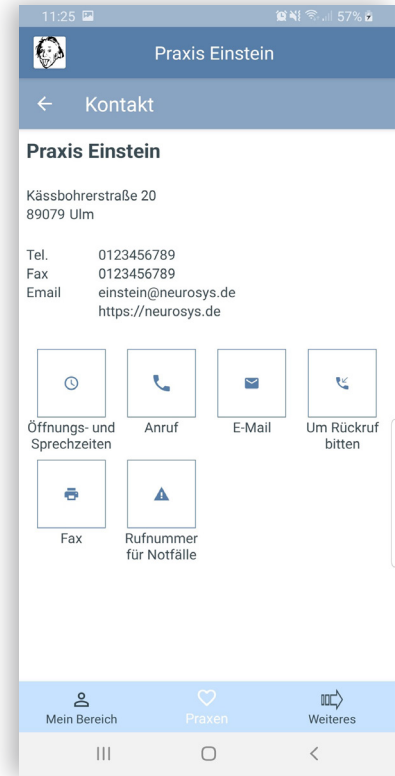 11:25 57%
Praxis Einstein
Kontakt
Praxis Einstein
Kässbohrerstraße 20
89079 Ulm
Tel. 0123456789
Fax 0123456789
Email einstein@neurosys.de
https://neurosys.de
Öffnungs- und Sprechzeiten
Anruf
E-Mail
Um Rückruf bitten
Fax
Rufnummer für Notfälle
Mein Bereich
Praxen
Weiteres